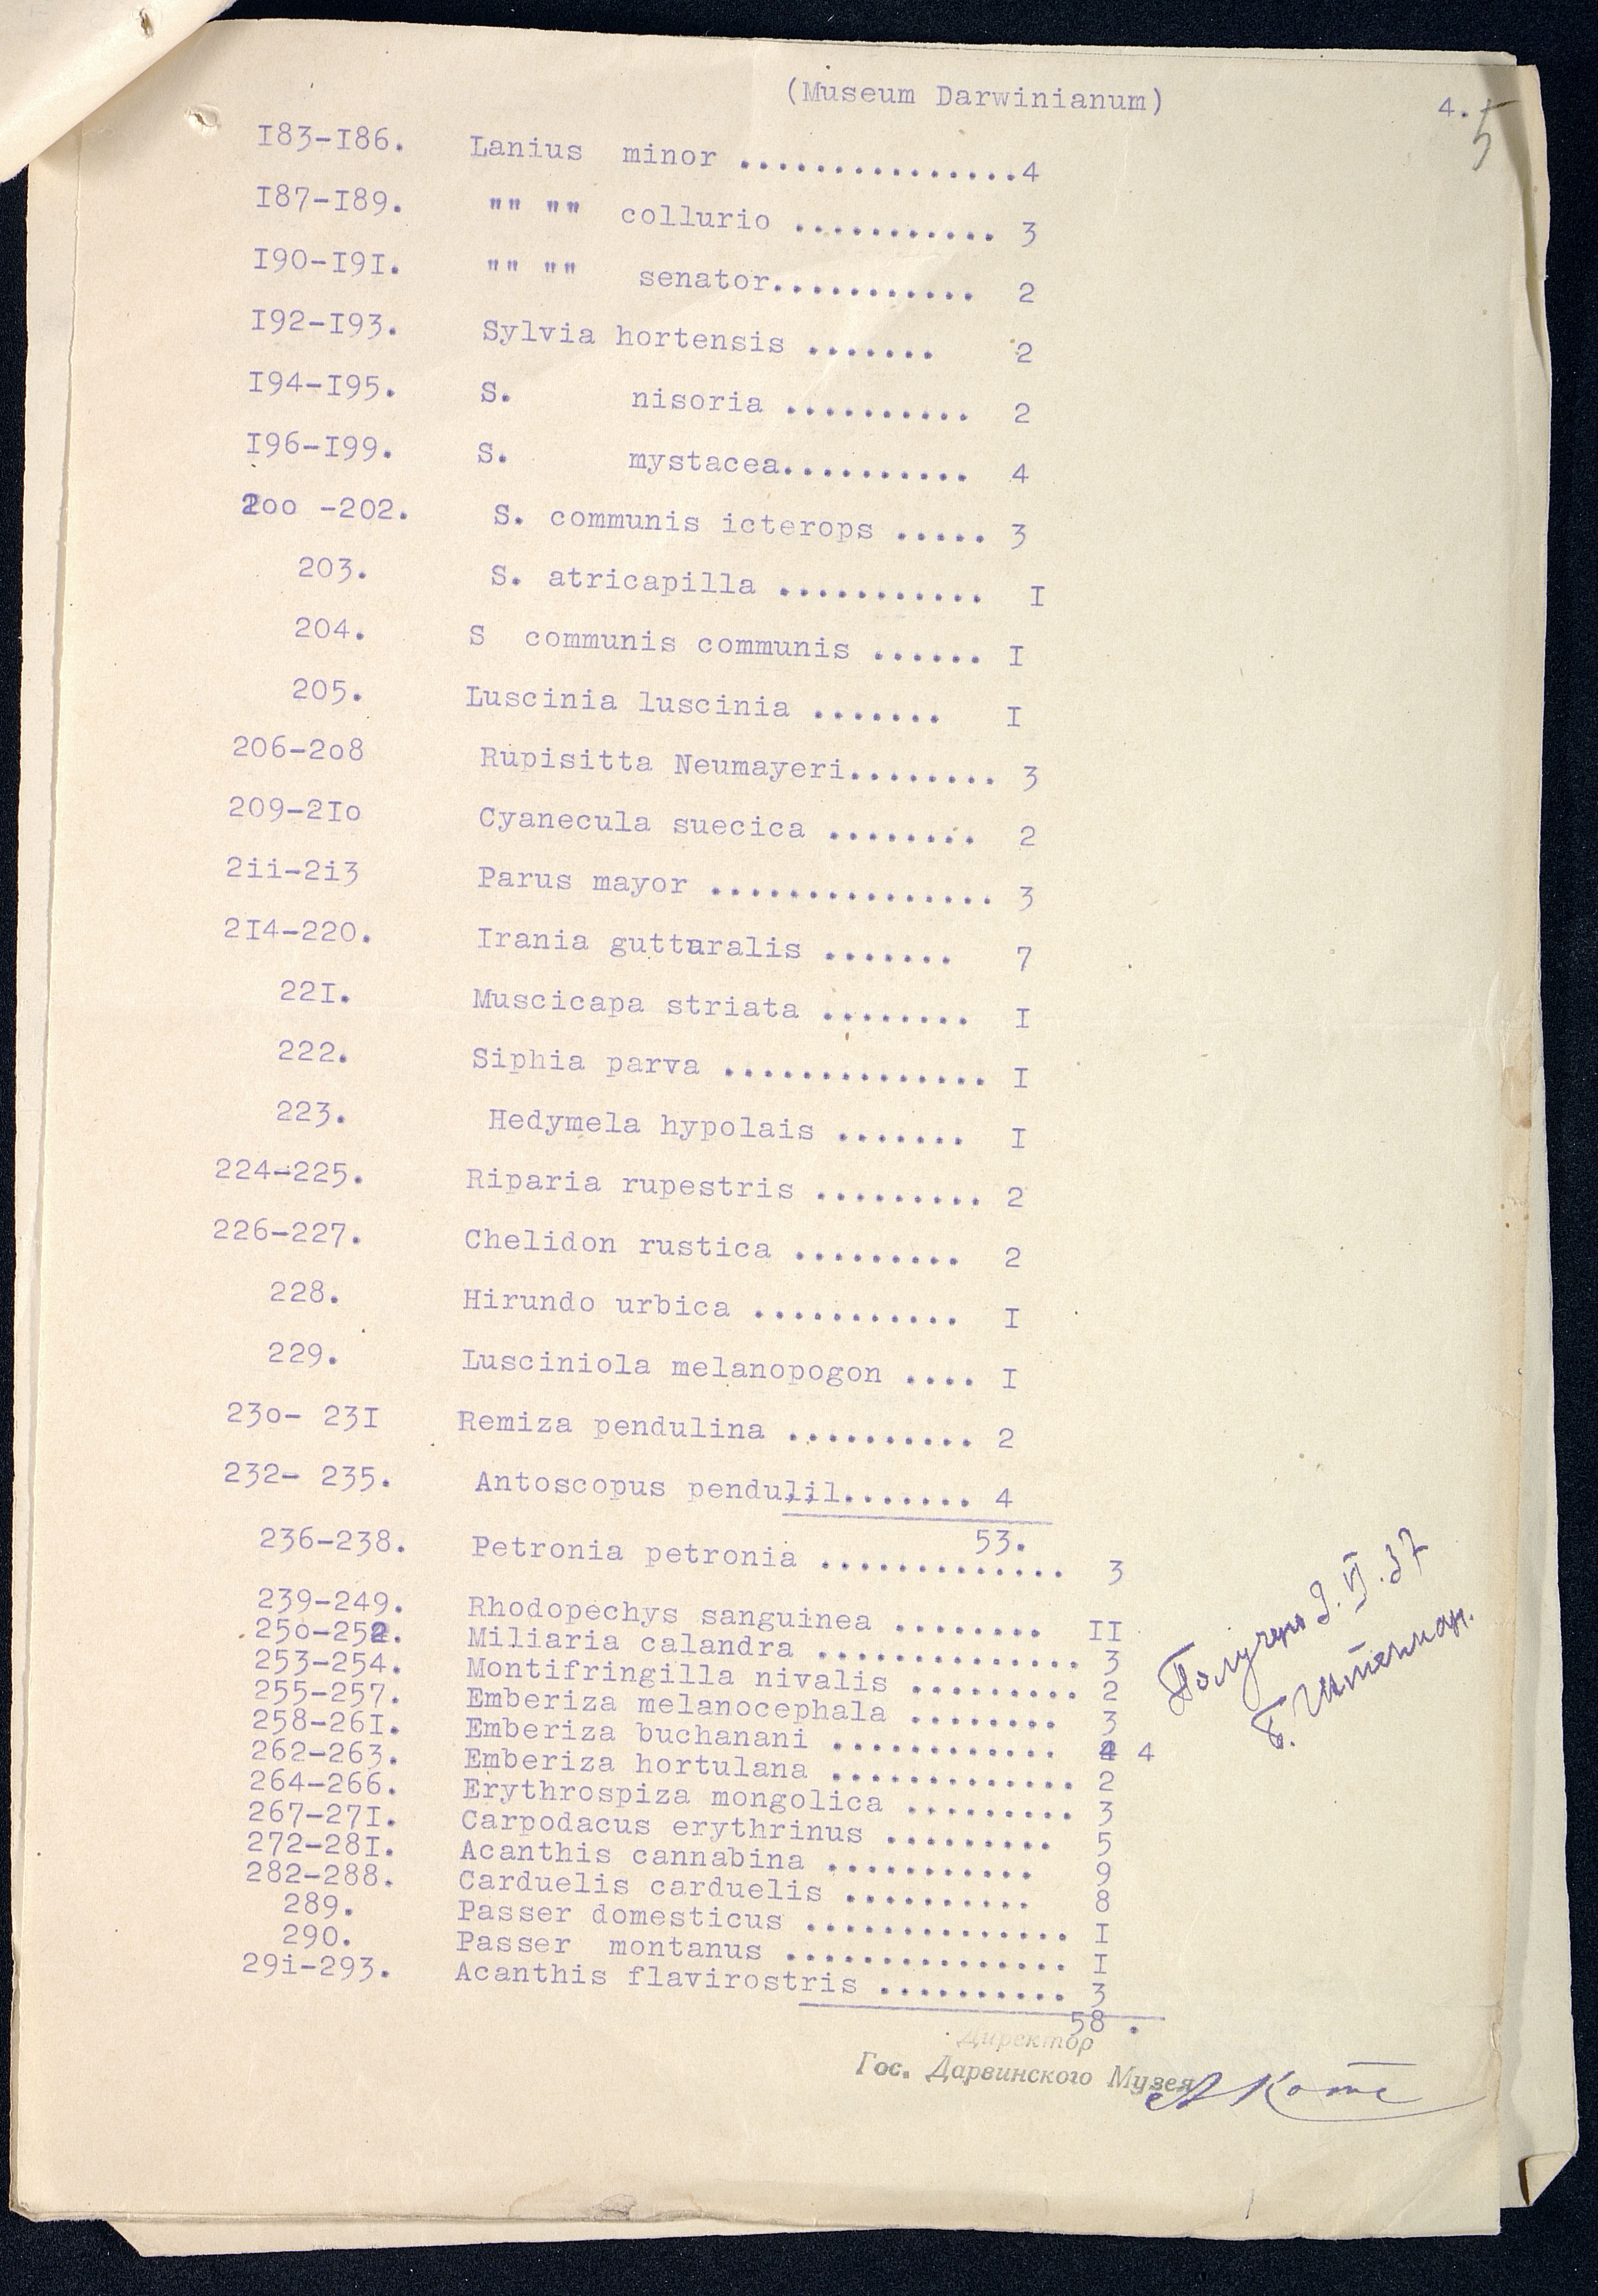 (Museum Darwinianum)
4.
5
I83-I86. Lanius minor ...............4
I87-I89. "" "" collurio ........... 3
I90-I9I. "" "" senator........... 2
I92-I93. Sylvia hortensis ....... 2
I94-I95. S. nisoria .......... 2
I96-I99. S. mystacea.......... 4
2oo -202. S. communis icterops ..... 3
203. S. atricapilla ........... I
204. S communis communis ...... I
205. Luscinia luscinia ....... I
206-2o8 Rupisitta Neumayeri........ 3
209-2Io Cyanecula suecica ........ 2
2ii-2i3 Parus mayor ............... 3
2I4-220. Irania gutturalis ....... 7
22I. Muscicapa striata ........ I
222. Siphia parva .............. I
223. Hedymela hypolais ....... I
224-225. Riparia rupestris ......... 2
226-227. Chelidon rustica ......... 2
228. Hirundo urbica ........... I
229. Lusciniola melanopogon .... I
23o- 23I Remiza pendulina .......... 2
232- 235. Antoscopus pendulil....... 4
53.
236-238. Petronia petronia ............. 3
239-249. Rhodopechys sanguinea ........ II
25o-252. Miliaria calandra .............. 3
253-254. Montifringilla nivalis ......... 2
255-257. Emberiza melanocephala ........ 3
258-26I. Emberiza buchanani ............ 4 4
262-263. Emberiza hortulana ............. 2
264-266. Erythrospiza mongolica ......... 3
267-27I. Carpodacus erythrinus ......... 5
272-28I. Acanthis cannabina ........... 9
282-288. Carduelis carduelis .......... 8
289. Passer domesticus .............. I
290. Passer montanus ............... I
29i-293. Acanthis flavirostris .......... 3
58 .
Получено 9.VI.37
Б. Штегман.
Директор
Гос. Дарвинского Музея
А Котс